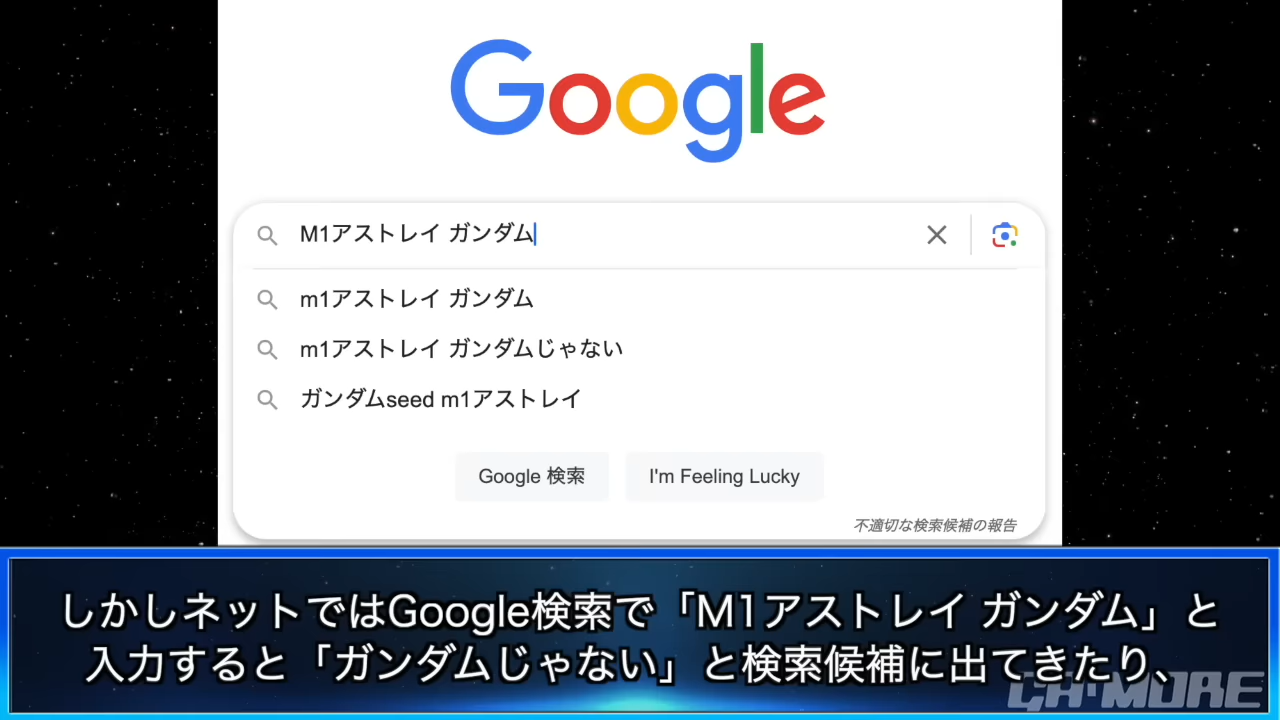 Google
M1アストレイ ガンダム
m1アストレイ ガンダム
m1アストレイ ガンダムじゃない
ガンダムseed m1アストレイ
Google 検索
I'm Feeling Lucky
不適切な検索候補の報告
しかしネットではGoogle検索で「M1アストレイ ガンダム」と
入力すると「ガンダムじゃない」と検索候補に出てきたり、
CH·MORE